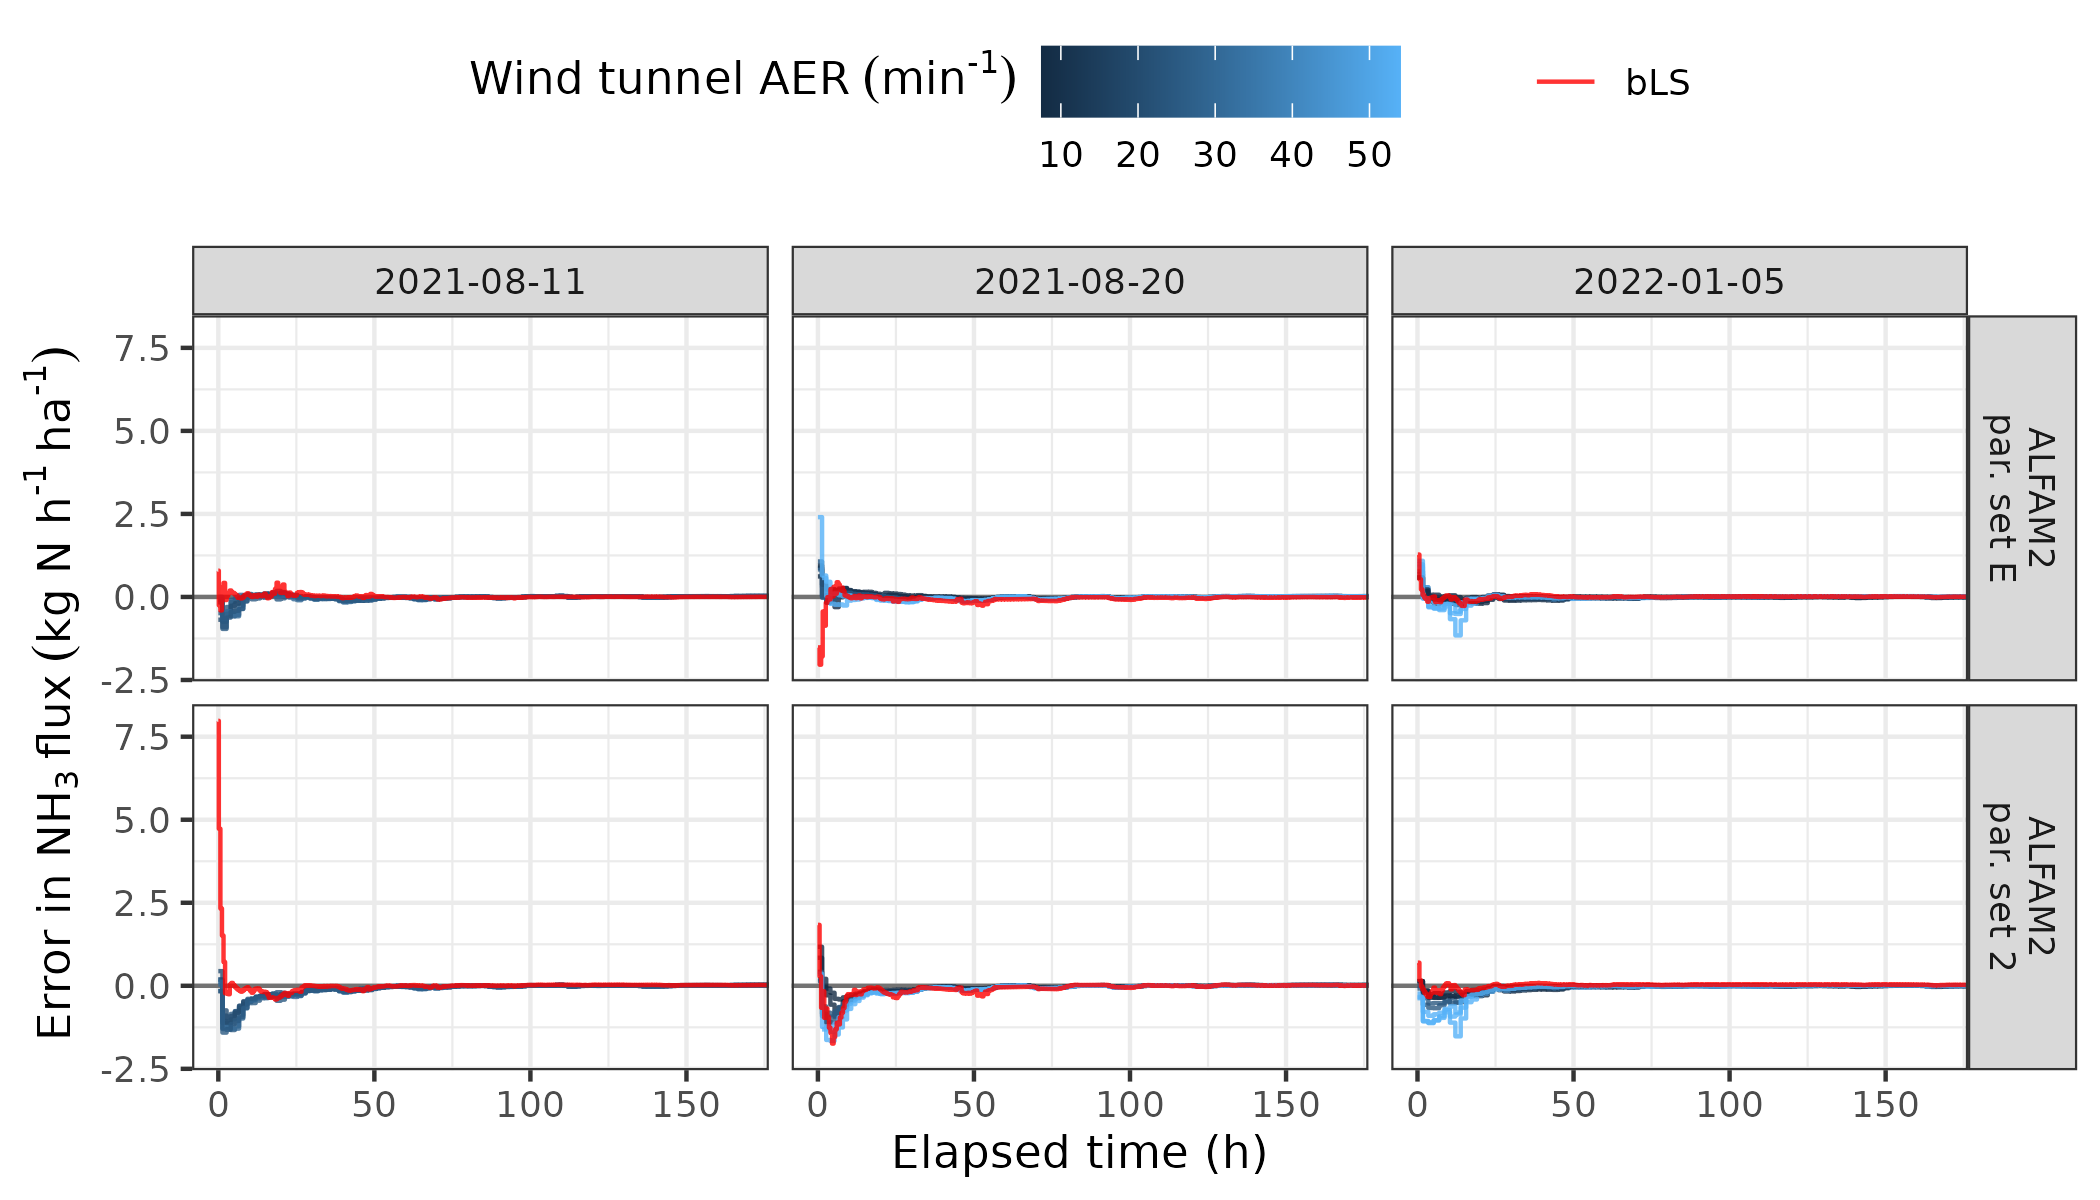 Wind tunnel AER (min⁻¹)
10 20 30 40 50
bLS
2021-08-11
2021-08-20
2022-01-05
Error in NH₃ flux (kg N h⁻¹ ha⁻¹)
7.5
5.0
2.5
0.0
-2.5
ALFAM2
par. set E
7.5
5.0
2.5
0.0
-2.5
ALFAM2
par. set 2
0 50 100 150
0 50 100 150
0 50 100 150
Elapsed time (h)